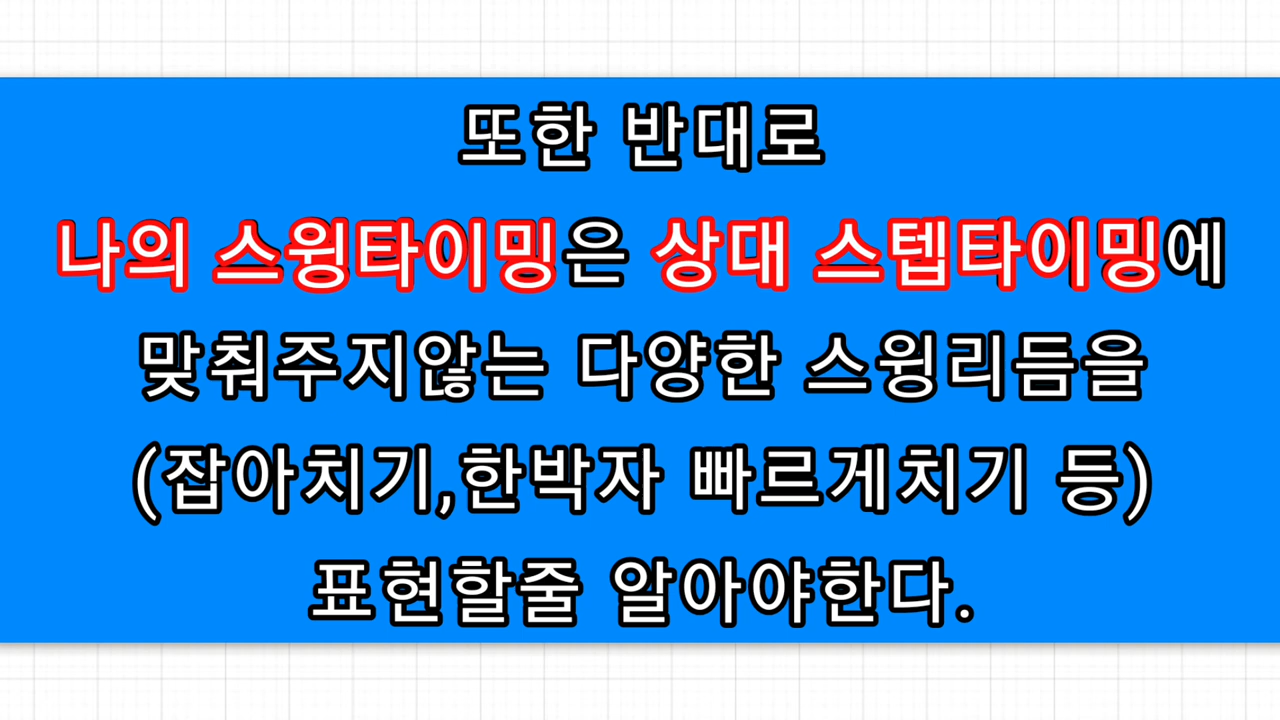 또한 반대로
나의 스윙타이밍은 상대 스텝타이밍에
맞춰주지않는 다양한 스윙리듬을
(잡아치기,한박자 빠르게치기 등)
표현할줄 알아야한다.